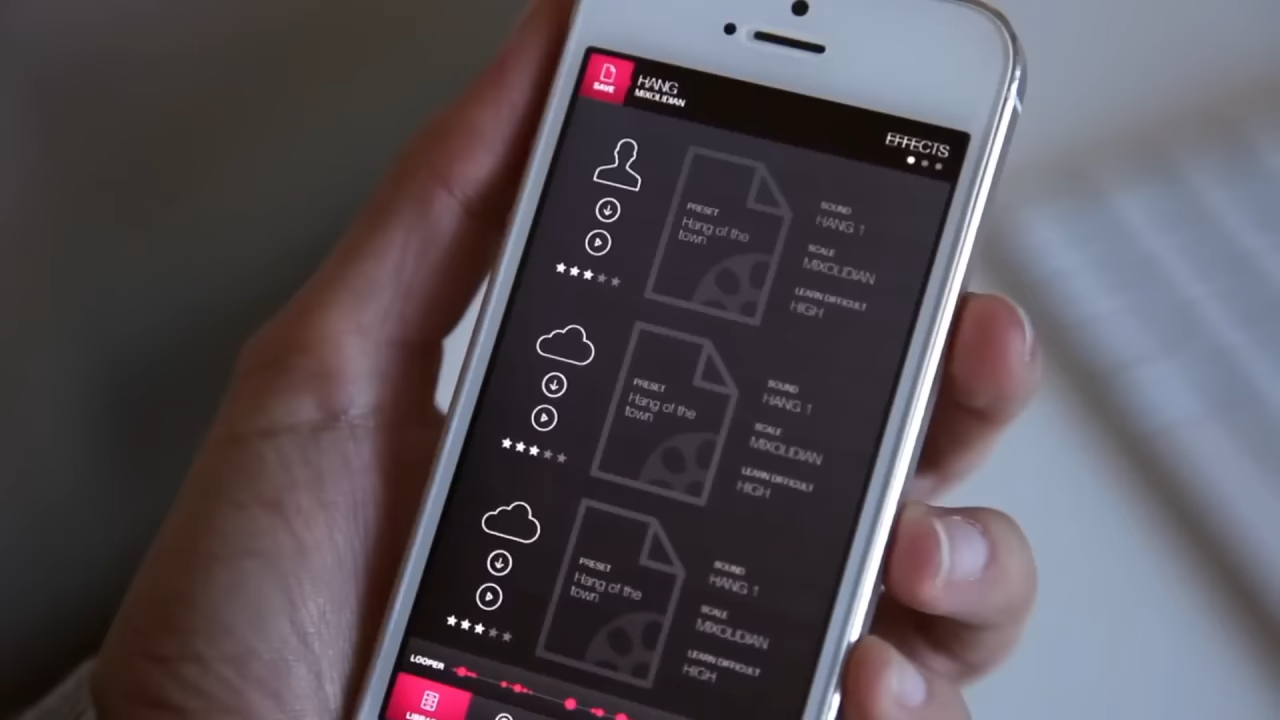 SAVE
HANG
MIXOLIDIAN
EFFECTS
PRESET
Hang of the
town
SOUND
HANG 1
SCALE
MIXOLIDIAN
LEARN DIFFICULT
HIGH
PRESET
Hang of the
town
SOUND
HANG 1
SCALE
MIXOLIDIAN
LEARN DIFFICULT
HIGH
PRESET
Hang of the
town
SOUND
HANG 1
SCALE
MIXOLIDIAN
LEARN DIFFICULT
HIGH
LOOPER